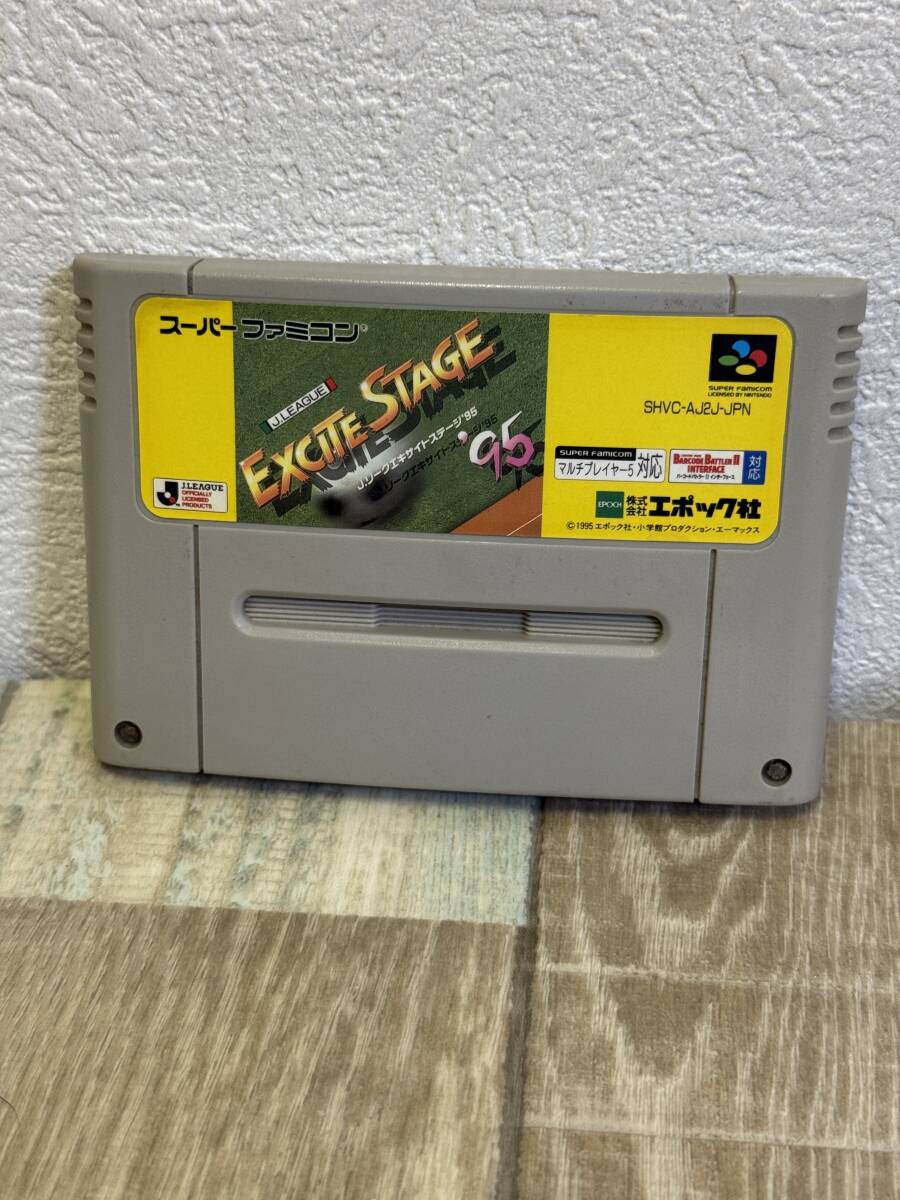 スーパーファミコン®
J.LEAGUE
EXCITE STAGE
'95
J.リーグエキサイトステージ'95
J.LEAGUE
OFFICIALLY
LICENSED
PRODUCTS
SUPER FAMICOM
LICENSED BY NINTENDO
SHVC-AJ2J-JPN
SUPER FAMICOM
マルチプレイヤー5 対応
BARCODE BATTLER II
INTERFACE
バーコードバトラーIIインターフェース
対応
EPOCH 株式会社 エポック社
©1995 エポック社・小学館プロダクション・エーマックス